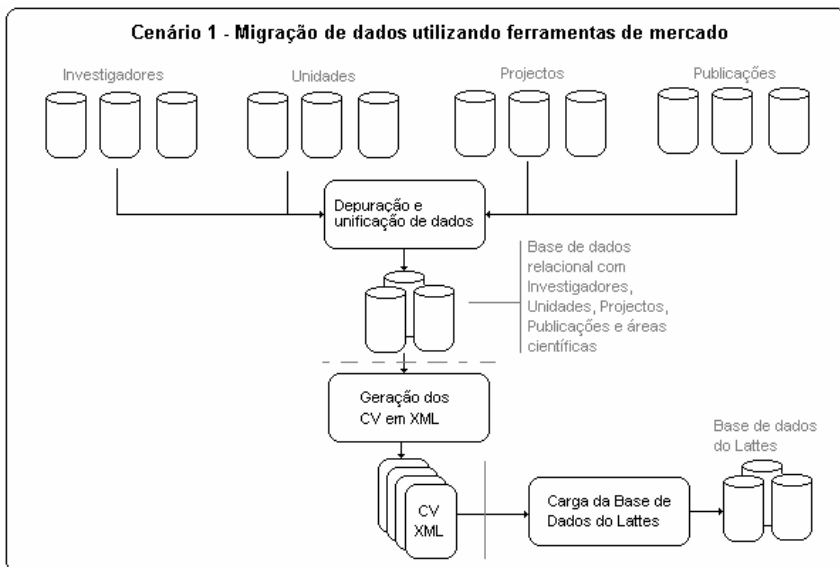 Cenário 1 - Migração de dados utilizando ferramentas de mercado
Investigadores
Unidades
Projectos
Publicações
Depuração e
unificação de dados
Base de dados
relacional com
Investigadores,
Unidades, Projectos,
Publicações e áreas
científicas
Geração dos
CV em XML
Base de dados
do Lattes
CV
XML
Carga da Base de
Dados do Lattes